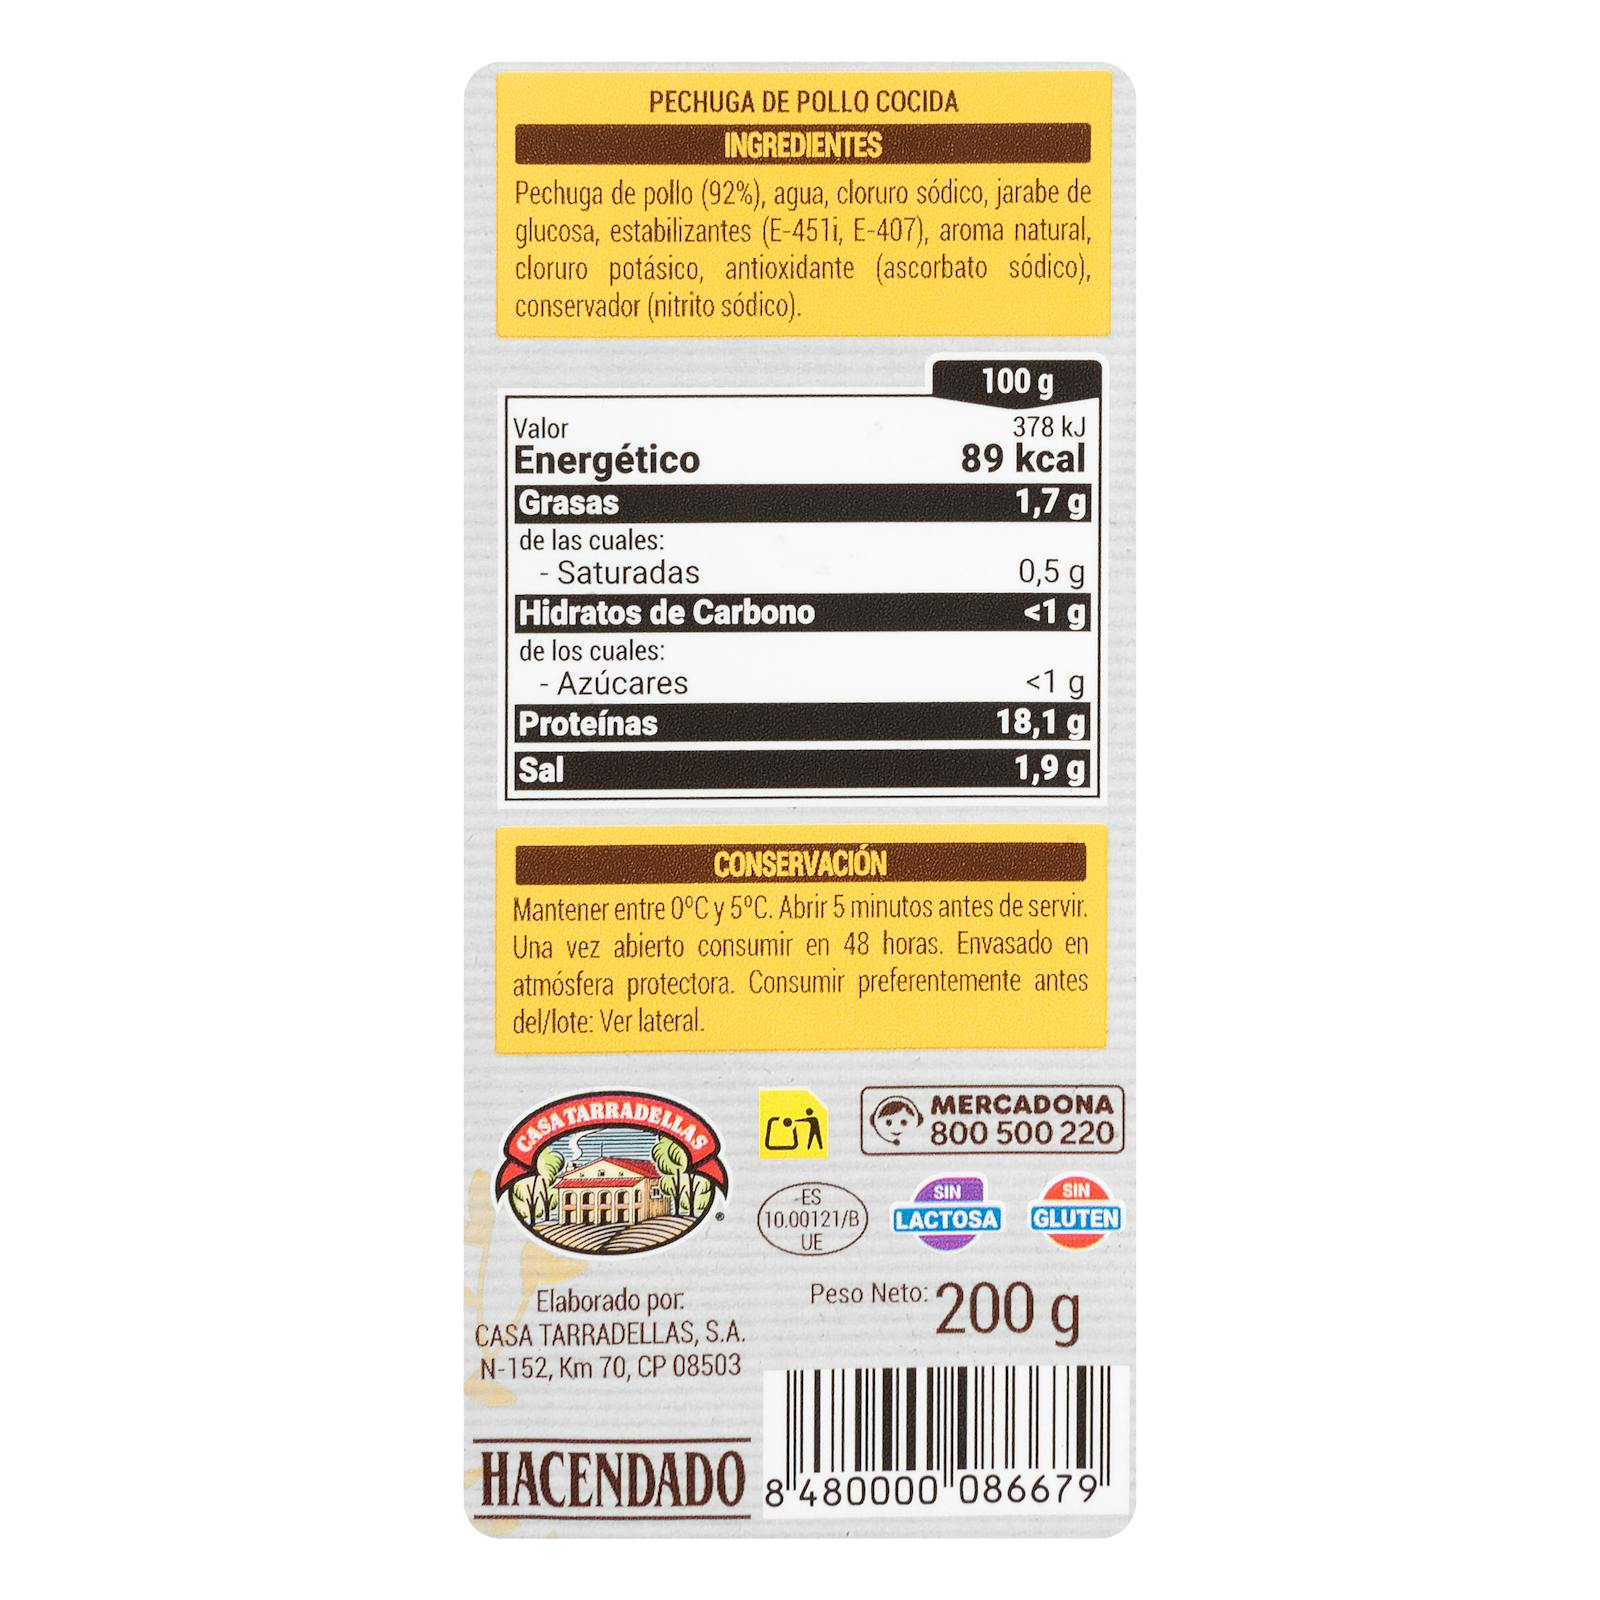 PECHUGA DE POLLO COCIDA
INGREDIENTES
Pechuga de pollo (92%), agua, cloruro sódico, jarabe de
glucosa, estabilizantes (E-451i, E-407), aroma natural,
cloruro potásico, antioxidante (ascorbato sódico),
conservador (nitrito sódico).
100 g
Valor 378 kJ
Energético 89 kcal
Grasas 1,7 g
de las cuales:
- Saturadas 0,5 g
Hidratos de Carbono <1 g
de los cuales:
- Azúcares <1 g
Proteínas 18,1 g
Sal 1,9 g
CONSERVACIÓN
Mantener entre 0ºC y 5ºC. Abrir 5 minutos antes de servir.
Una vez abierto consumir en 48 horas. Envasado en
atmósfera protectora. Consumir preferentemente antes
del/lote: Ver lateral.
CASA TARRADELLAS
®
MERCADONA
800 500 220
ES
10.00121/B
UE
SIN
LACTOSA
SIN
GLUTEN
Elaborado por:
CASA TARRADELLAS, S.A.
N-152, Km 70, CP 08503
Peso Neto: 200 g
HACENDADO
8 480000 086679